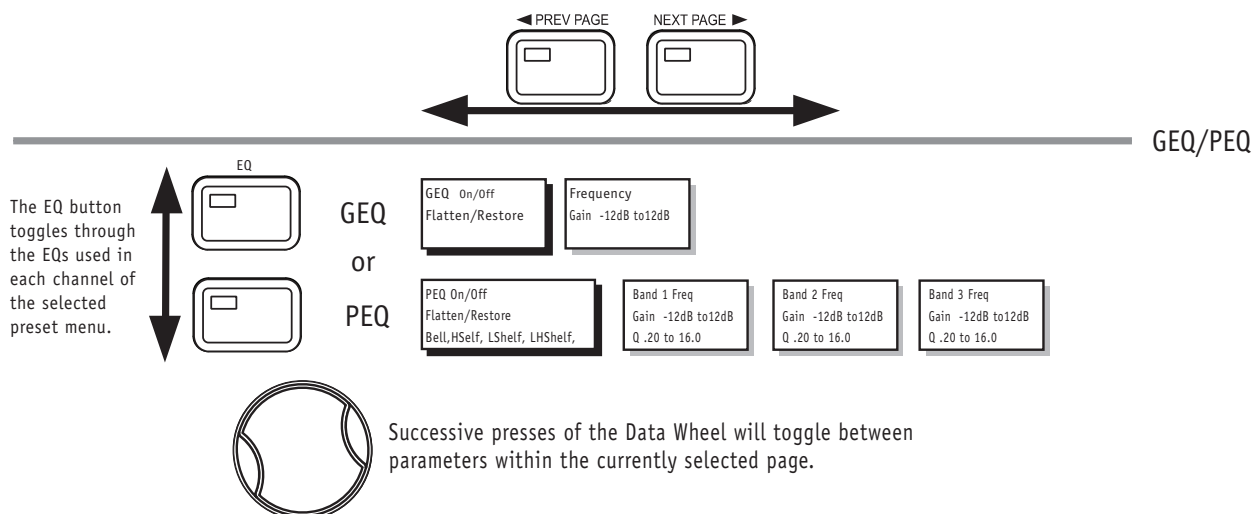 ◀ PREV PAGE NEXT PAGE ▶
GEQ/PEQ
EQ
The EQ button
toggles through
the EQs used in
each channel of
the selected
preset menu.
GEQ
or
PEQ
GEQ On/Off
Flatten/Restore
Frequency
Gain -12dB to12dB
PEQ On/Off
Flatten/Restore
Bell,HSelf, LShelf, LHShelf,
Band 1 Freq
Gain -12dB to12dB
Q .20 to 16.0
Band 2 Freq
Gain -12dB to12dB
Q .20 to 16.0
Band 3 Freq
Gain -12dB to12dB
Q .20 to 16.0
Successive presses of the Data Wheel will toggle between
parameters within the currently selected page.